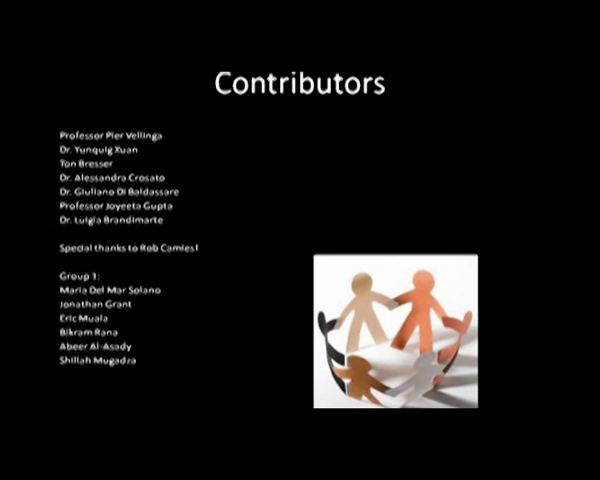 Contributors
Professor Pier Vellinga
Dr. Yunquig Xuan
Ton Bresser
Dr. Alessandra Crosato
Dr. Giuliano Di Baldassare
Professor Joyeeta Gupta
Dr. Luigia Brandimarte
Special thanks to Rob Camies!
Group 1:
Maria Del Mar Solano
Jonathan Grant
Eric Muala
Bikram Rana
Abeer Al-Asady
Shillah Mugadza